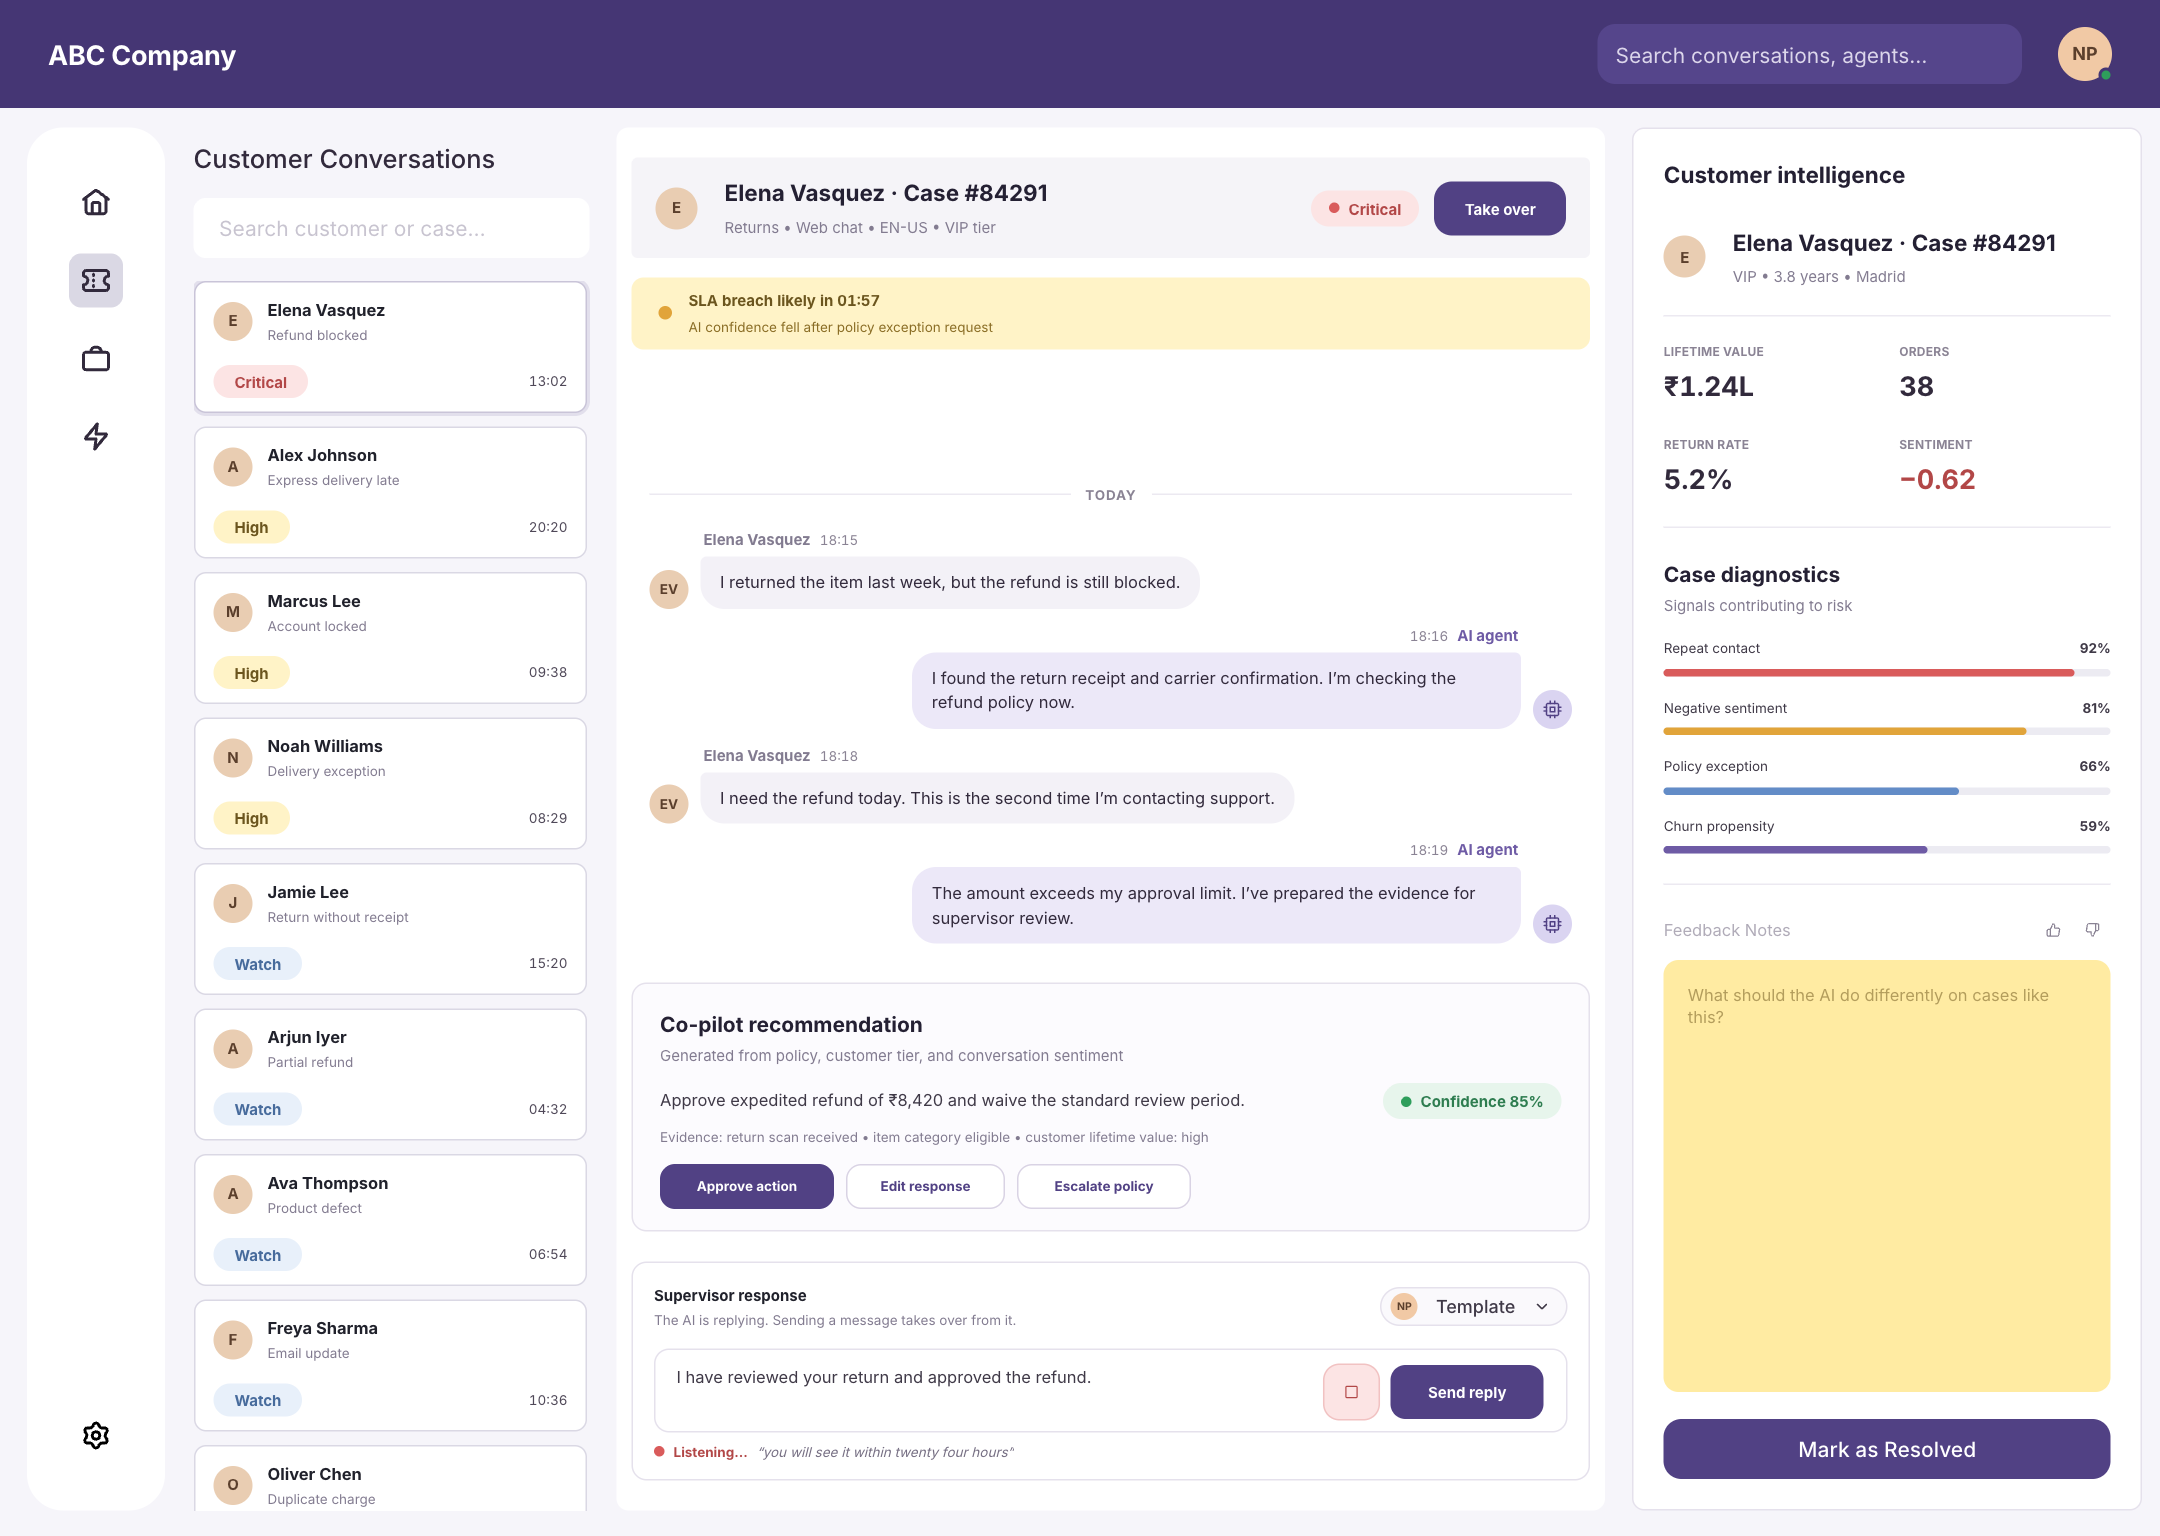 ABC Company
Search conversations, agents...
NP
Customer Conversations
Search customer or case...
E
Elena Vasquez
Refund blocked
Critical
13:02
A
Alex Johnson
Express delivery late
High
20:20
M
Marcus Lee
Account locked
High
09:38
N
Noah Williams
Delivery exception
High
08:29
J
Jamie Lee
Return without receipt
Watch
15:20
A
Arjun Iyer
Partial refund
Watch
04:32
A
Ava Thompson
Product defect
Watch
06:54
F
Freya Sharma
Email update
Watch
10:36
O
Oliver Chen
Duplicate charge
E
Elena Vasquez · Case #84291
Returns • Web chat • EN-US • VIP tier
Critical
Take over
SLA breach likely in 01:57
AI confidence fell after policy exception request
TODAY
Elena Vasquez 18:15
EV
I returned the item last week, but the refund is still blocked.
18:16 AI agent
I found the return receipt and carrier confirmation. I’m checking the
refund policy now.
Elena Vasquez 18:18
EV
I need the refund today. This is the second time I’m contacting support.
18:19 AI agent
The amount exceeds my approval limit. I’ve prepared the evidence for
supervisor review.
Co-pilot recommendation
Generated from policy, customer tier, and conversation sentiment
Approve expedited refund of ₹8,420 and waive the standard review period.
Confidence 85%
Evidence: return scan received • item category eligible • customer lifetime value: high
Approve action
Edit response
Escalate policy
Supervisor response
The AI is replying. Sending a message takes over from it.
NP
Template
I have reviewed your return and approved the refund.
Send reply
Listening... “you will see it within twenty four hours”
Customer intelligence
E
Elena Vasquez · Case #84291
VIP • 3.8 years • Madrid
LIFETIME VALUE
₹1.24L
ORDERS
38
RETURN RATE
5.2%
SENTIMENT
−0.62
Case diagnostics
Signals contributing to risk
Repeat contact 92%
Negative sentiment 81%
Policy exception 66%
Churn propensity 59%
Feedback Notes
What should the AI do differently on cases like
this?
Mark as Resolved